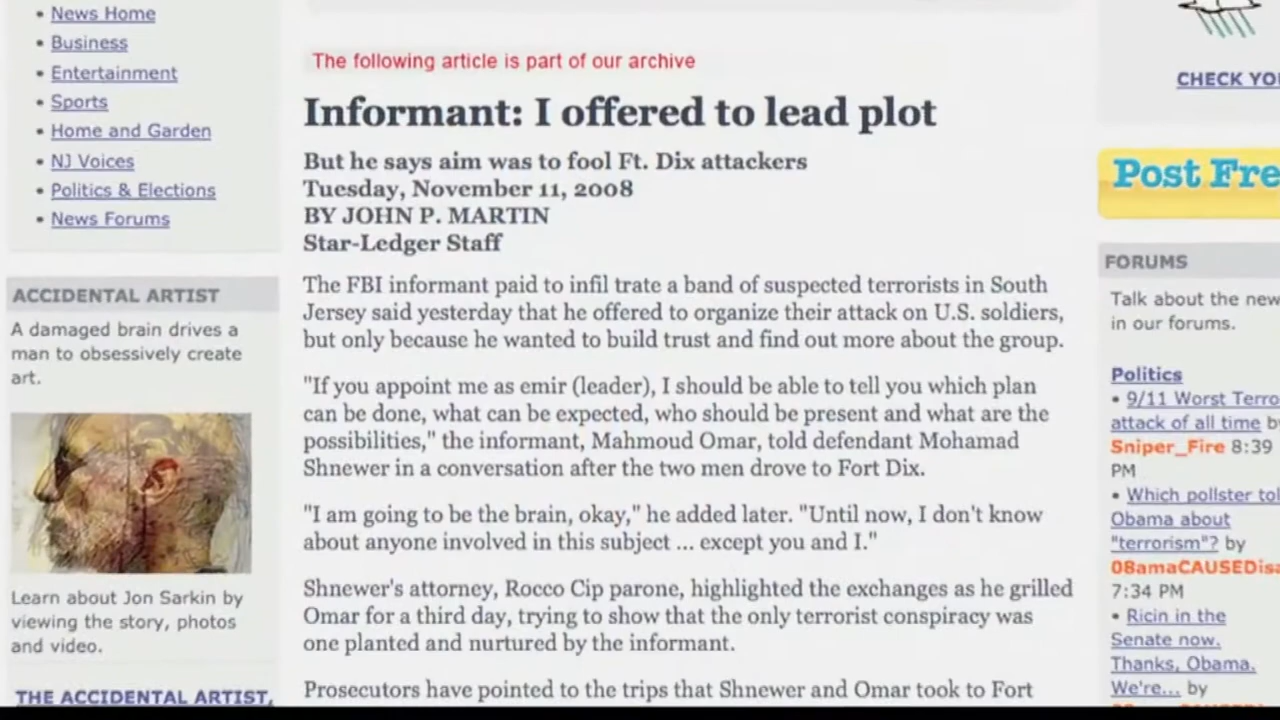 News Home
Business
Entertainment
Sports
Home and Garden
NJ Voices
Politics & Elections
News Forums
ACCIDENTAL ARTIST
A damaged brain drives a
man to obsessively create
art.
Learn about Jon Sarkin by
viewing the story, photos
and video.
THE ACCIDENTAL ARTIST,
The following article is part of our archive
Informant: I offered to lead plot
But he says aim was to fool Ft. Dix attackers
Tuesday, November 11, 2008
BY JOHN P. MARTIN
Star-Ledger Staff
The FBI informant paid to infil trate a band of suspected terrorists in South
Jersey said yesterday that he offered to organize their attack on U.S. soldiers,
but only because he wanted to build trust and find out more about the group.
"If you appoint me as emir (leader), I should be able to tell you which plan
can be done, what can be expected, who should be present and what are the
possibilities," the informant, Mahmoud Omar, told defendant Mohamad
Shnewer in a conversation after the two men drove to Fort Dix.
"I am going to be the brain, okay," he added later. "Until now, I don't know
about anyone involved in this subject ... except you and I."
Shnewer's attorney, Rocco Cip parone, highlighted the exchanges as he grilled
Omar for a third day, trying to show that the only terrorist conspiracy was
one planted and nurtured by the informant.
Prosecutors have pointed to the trips that Shnewer and Omar took to Fort
CHECK YO
Post Fre
FORUMS
Talk about the new
in our forums.
Politics
• 9/11 Worst Terro
attack of all time by
Sniper_Fire 8:39
PM
• Which pollster tol
Obama about
"terrorism"? by
08amaCAUSEDisa
7:34 PM
• Ricin in the
Senate now.
Thanks, Obama.
We're... by